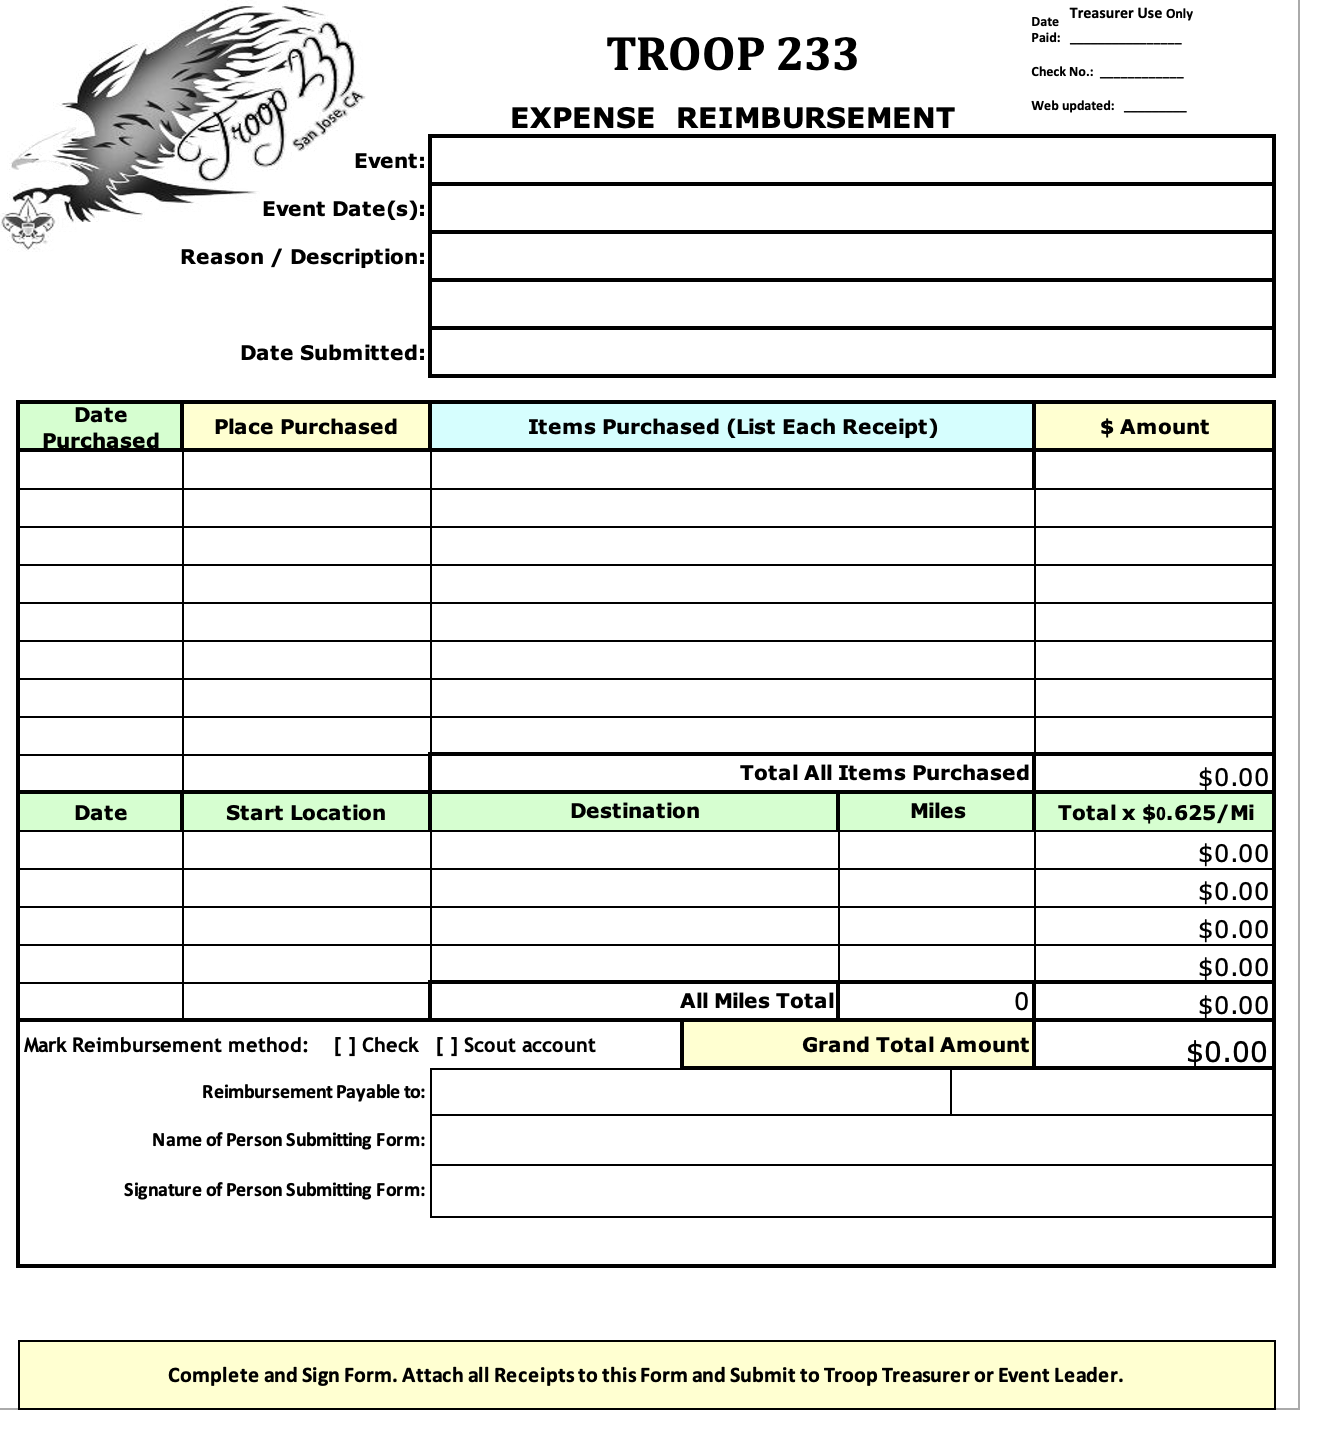 Troop 233
San Jose, CA
TROOP 233
EXPENSE REIMBURSEMENT
Treasurer Use Only
Date
Paid: ________________
Check No.: ____________
Web updated: _________
Event:
Event Date(s):
Reason / Description:
Date Submitted:
Date
Purchased
Place Purchased
Items Purchased (List Each Receipt)
$ Amount
Total All Items Purchased $0.00
Date Start Location Destination Miles Total x $0.625/Mi
$0.00
$0.00
$0.00
$0.00
All Miles Total 0 $0.00
Mark Reimbursement method: [ ] Check [ ] Scout account Grand Total Amount $0.00
Reimbursement Payable to:
Name of Person Submitting Form:
Signature of Person Submitting Form:
Complete and Sign Form. Attach all Receipts to this Form and Submit to Troop Treasurer or Event Leader.